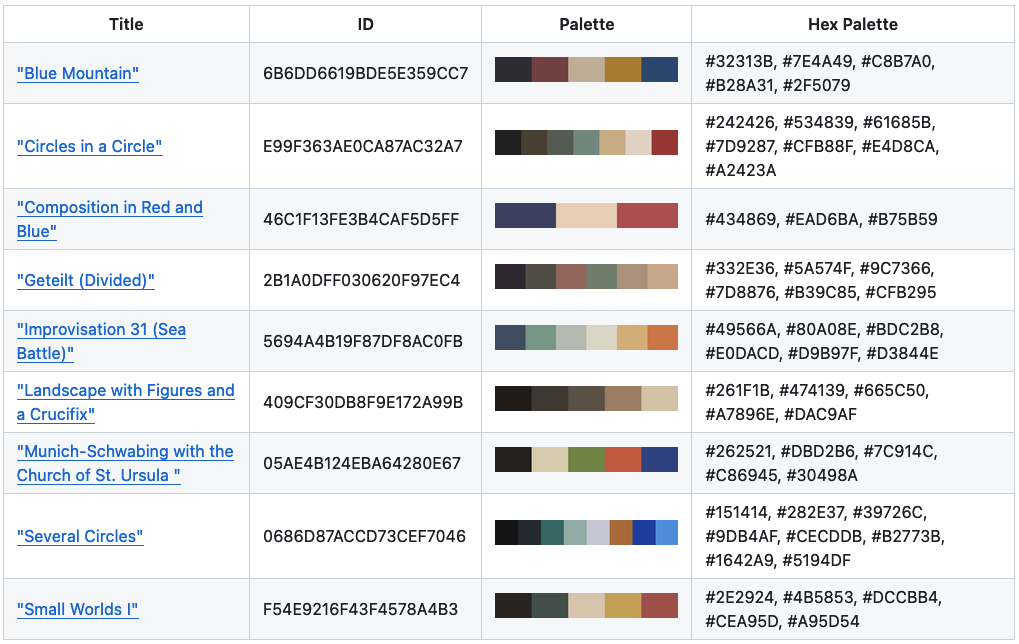 Title ID Palette Hex Palette
"Blue Mountain" 6B6DD6619BDE5E359CC7 #32313B, #7E4A49, #C8B7A0,
#B28A31, #2F5079
"Circles in a Circle" E99F363AE0CA87AC32A7 #242426, #534839, #61685B,
#7D9287, #CFB88F, #E4D8CA,
#A2423A
"Composition in Red and
Blue" 46C1F13FE3B4CAF5D5FF #434869, #EAD6BA, #B75B59
"Geteilt (Divided)" 2B1A0DFF030620F97EC4 #332E36, #5A574F, #9C7366,
#7D8876, #B39C85, #CFB295
"Improvisation 31 (Sea
Battle)" 5694A4B19F87DF8AC0FB #49566A, #80A08E, #BDC2B8,
#E0DACD, #D9B97F, #D3844E
"Landscape with Figures and
a Crucifix" 409CF30DB8F9E172A99B #261F1B, #474139, #665C50,
#A7896E, #DAC9AF
"Munich-Schwabing with the
Church of St. Ursula " 05AE4B124EBA64280E67 #262521, #DBD2B6, #7C914C,
#C86945, #30498A
"Several Circles" 0686D87ACCD73CEF7046 #151414, #282E37, #39726C,
#9DB4AF, #CECDDB, #B2773B,
#1642A9, #5194DF
"Small Worlds I" F54E9216F43F4578A4B3 #2E2924, #4B5853, #DCCBB4,
#CEA95D, #A95D54